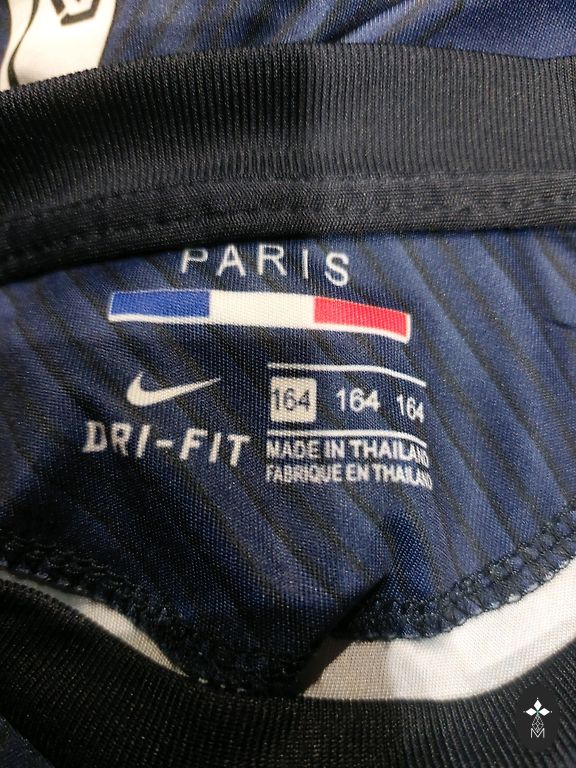 PARIS
DRI-FIT
164 164 164
MADE IN THAILAND
FABRIQUE EN THAILAND